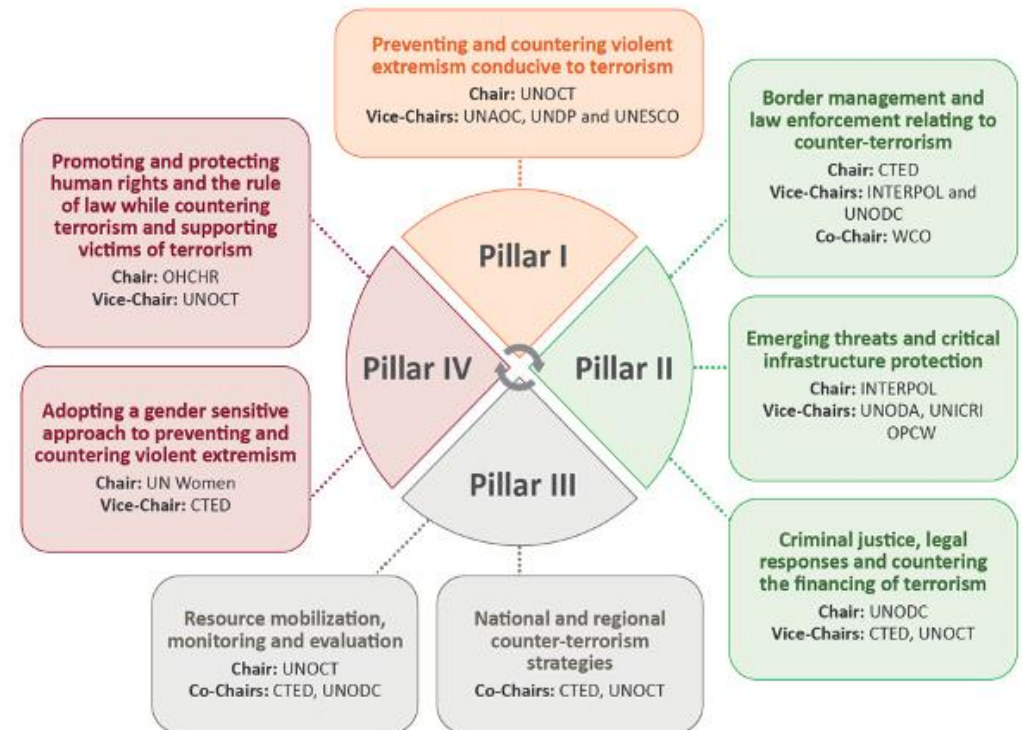 Preventing and countering violent
extremism conducive to terrorism
Chair: UNOCT
Vice-Chairs: UNAOC, UNDP and UNESCO
Border management and
law enforcement relating to
counter-terrorism
Chair: CTED
Vice-Chairs: INTERPOL and
UNODC
Co-Chair: WCO
Promoting and protecting
human rights and the rule
of law while countering
terrorism and supporting
victims of terrorism
Chair: OHCHR
Vice-Chair: UNOCT
Pillar I
Pillar IV
Pillar II
Pillar III
Emerging threats and critical
infrastructure protection
Chair: INTERPOL
Vice-Chairs: UNODA, UNICRI
OPCW
Adopting a gender sensitive
approach to preventing and
countering violent extremism
Chair: UN Women
Vice-Chair: CTED
Criminal justice, legal
responses and countering
the financing of terrorism
Chair: UNODC
Vice-Chairs: CTED, UNOCT
Resource mobilization,
monitoring and evaluation
Chair: UNOCT
Co-Chairs: CTED, UNODC
National and regional
counter-terrorism
strategies
Co-Chairs: CTED, UNOCT